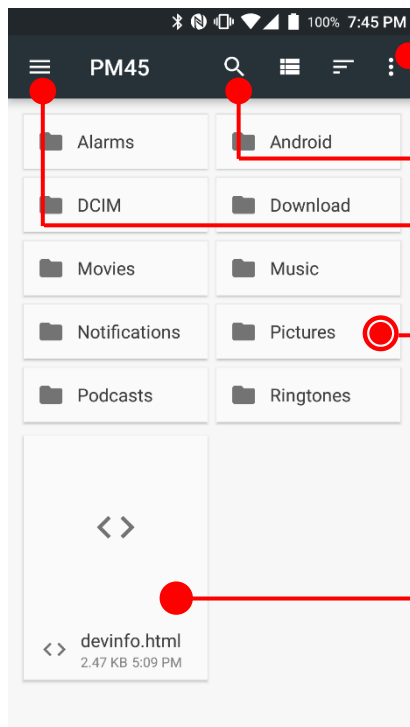 100% 7:45 PM
PM45
Alarms Android
DCIM Download
Movies Music
Notifications Pictures
Podcasts Ringtones
devinfo.html
2.47 KB 5:09 PM